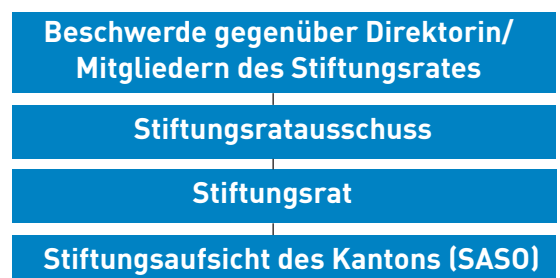 Beschwerde gegenüber Direktorin/
Mitgliedern des Stiftungsrates
Stiftungsratausschuss
Stiftungsrat
Stiftungsaufsicht des Kantons (SASO)